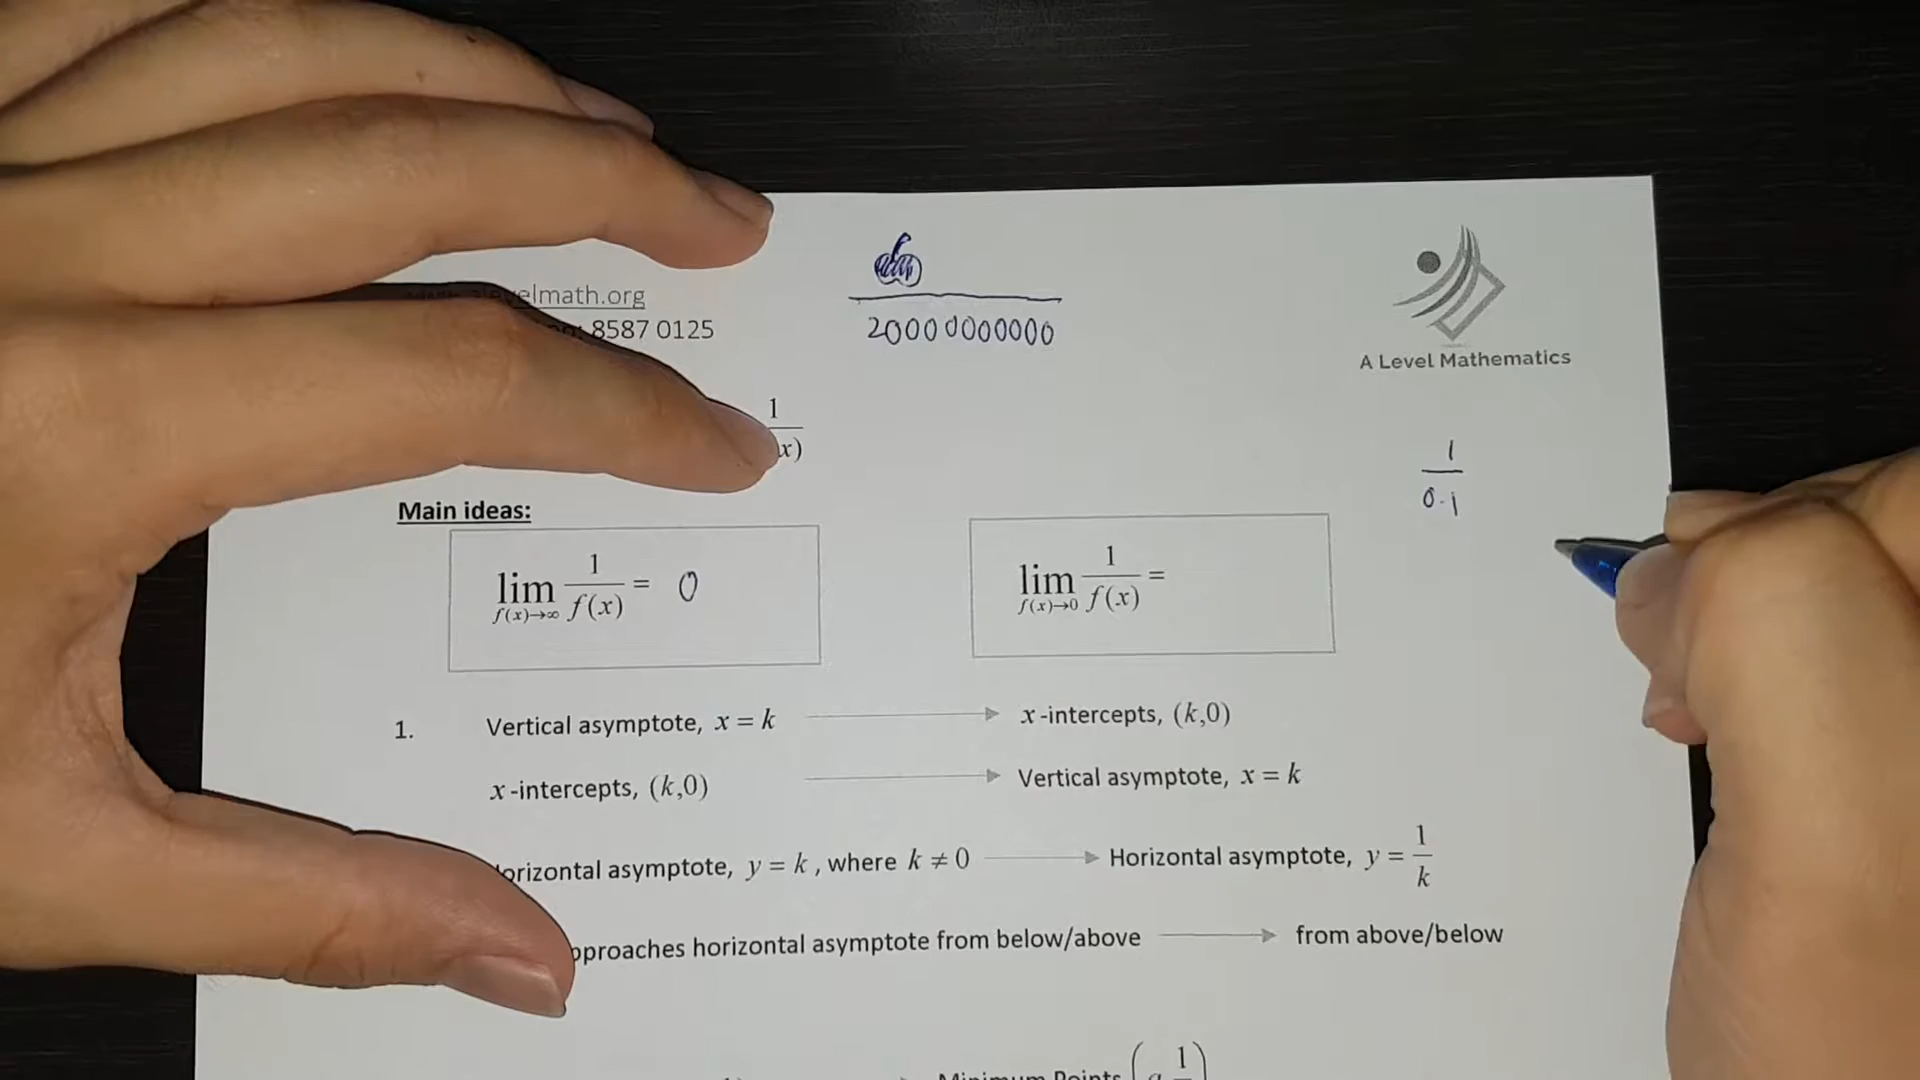 elmath.org
8587 0125
20000000000
A Level Mathematics
1
x)
1
0.1
Main ideas:
lim f(x)→∞ 1/f(x) = 0
lim f(x)→0 1/f(x) =
1. Vertical asymptote, x = k → x-intercepts, (k,0)
x-intercepts, (k,0) → Vertical asymptote, x = k
orizontal asymptote, y = k, where k ≠ 0 → Horizontal asymptote, y = 1/k
pproaches horizontal asymptote from below/above → from above/below
Minimum Points